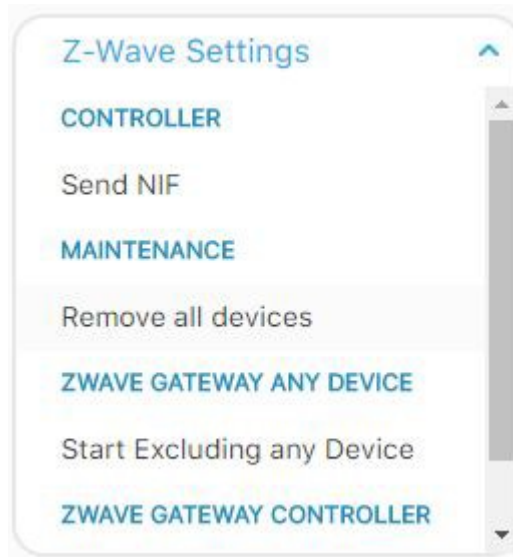 Z-Wave Settings
CONTROLLER
Send NIF
MAINTENANCE
Remove all devices
ZWAVE GATEWAY ANY DEVICE
Start Excluding any Device
ZWAVE GATEWAY CONTROLLER